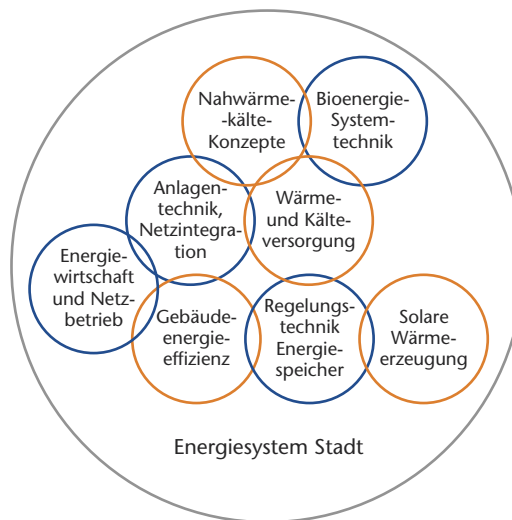 Nahwärme-
-kälte-
Konzepte
Bioenergie-
System-
technik
Anlagen-
technik,
Netzintegra-
tion
Wärme-
und Kälte-
versorgung
Energie-
wirtschaft
und Netz-
betrieb
Gebäude-
energie-
effizienz
Regelungs-
technik
Energie-
speicher
Solare
Wärme-
erzeugung
Energiesystem Stadt